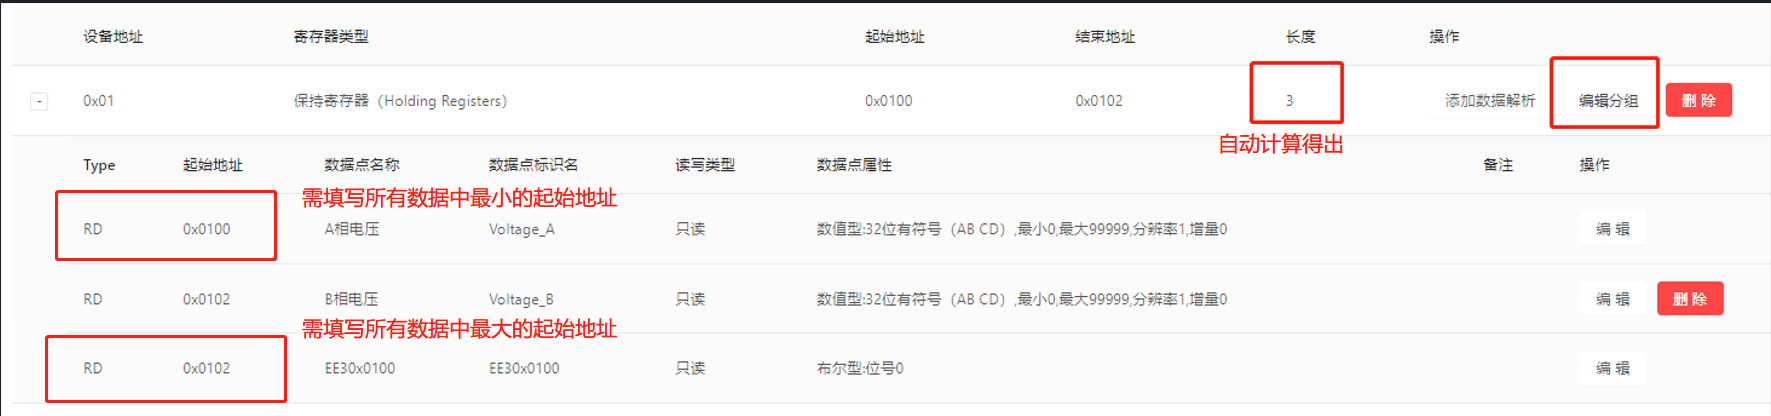 设备地址 寄存器类型 起始地址 结束地址 长度 操作
- 0x01 保持寄存器（Holding Registers） 0x0100 0x0102 3 添加数据解析 编辑分组 删 除
自动计算得出
Type 起始地址 数据点名称 数据点标识名 读写类型 数据点属性 备注 操作
需填写所有数据中最小的起始地址
RD 0x0100 A相电压 Voltage_A 只读 数值型:32位有符号（AB CD）,最小0,最大99999,分辨率1,增量0 编 辑
RD 0x0102 B相电压 Voltage_B 只读 数值型:32位有符号（AB CD）,最小0,最大99999,分辨率1,增量0 编 辑 删 除
需填写所有数据中最大的起始地址
RD 0x0102 EE30x0100 EE30x0100 只读 布尔型:位号0 编 辑